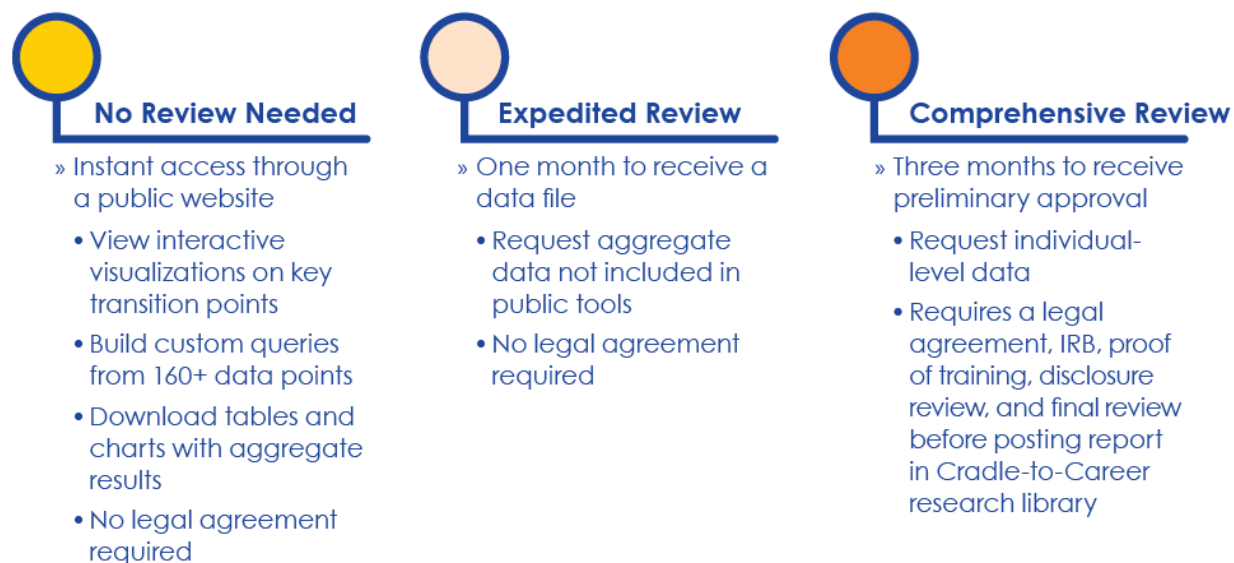 No Review Needed
» Instant access through
a public website
• View interactive
visualizations on key
transition points
• Build custom queries
from 160+ data points
• Download tables and
charts with aggregate
results
• No legal agreement
required
Expedited Review
» One month to receive a
data file
• Request aggregate
data not included in
public tools
• No legal agreement
required
Comprehensive Review
» Three months to receive
preliminary approval
• Request individual-
level data
• Requires a legal
agreement, IRB, proof
of training, disclosure
review, and final review
before posting report
in Cradle-to-Career
research library